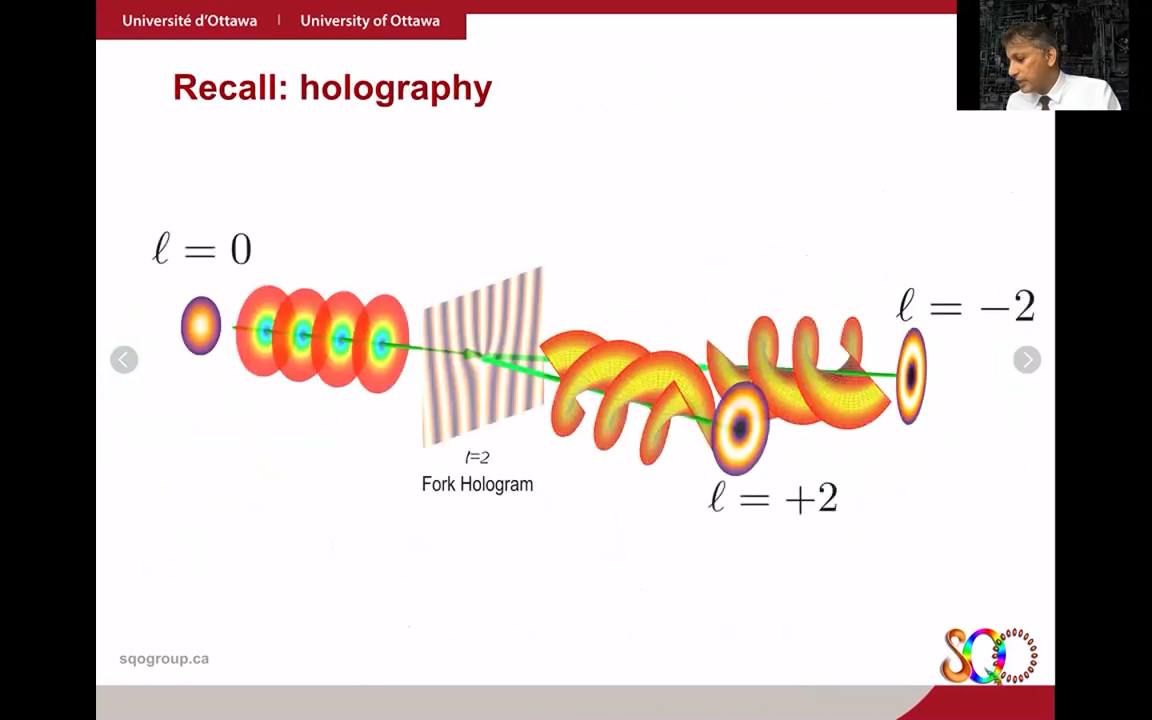 Université d'Ottawa | University of Ottawa
Recall: holography
ℓ = 0
ℓ = −2
l=2
Fork Hologram
ℓ = +2
sqogroup.ca
SQO